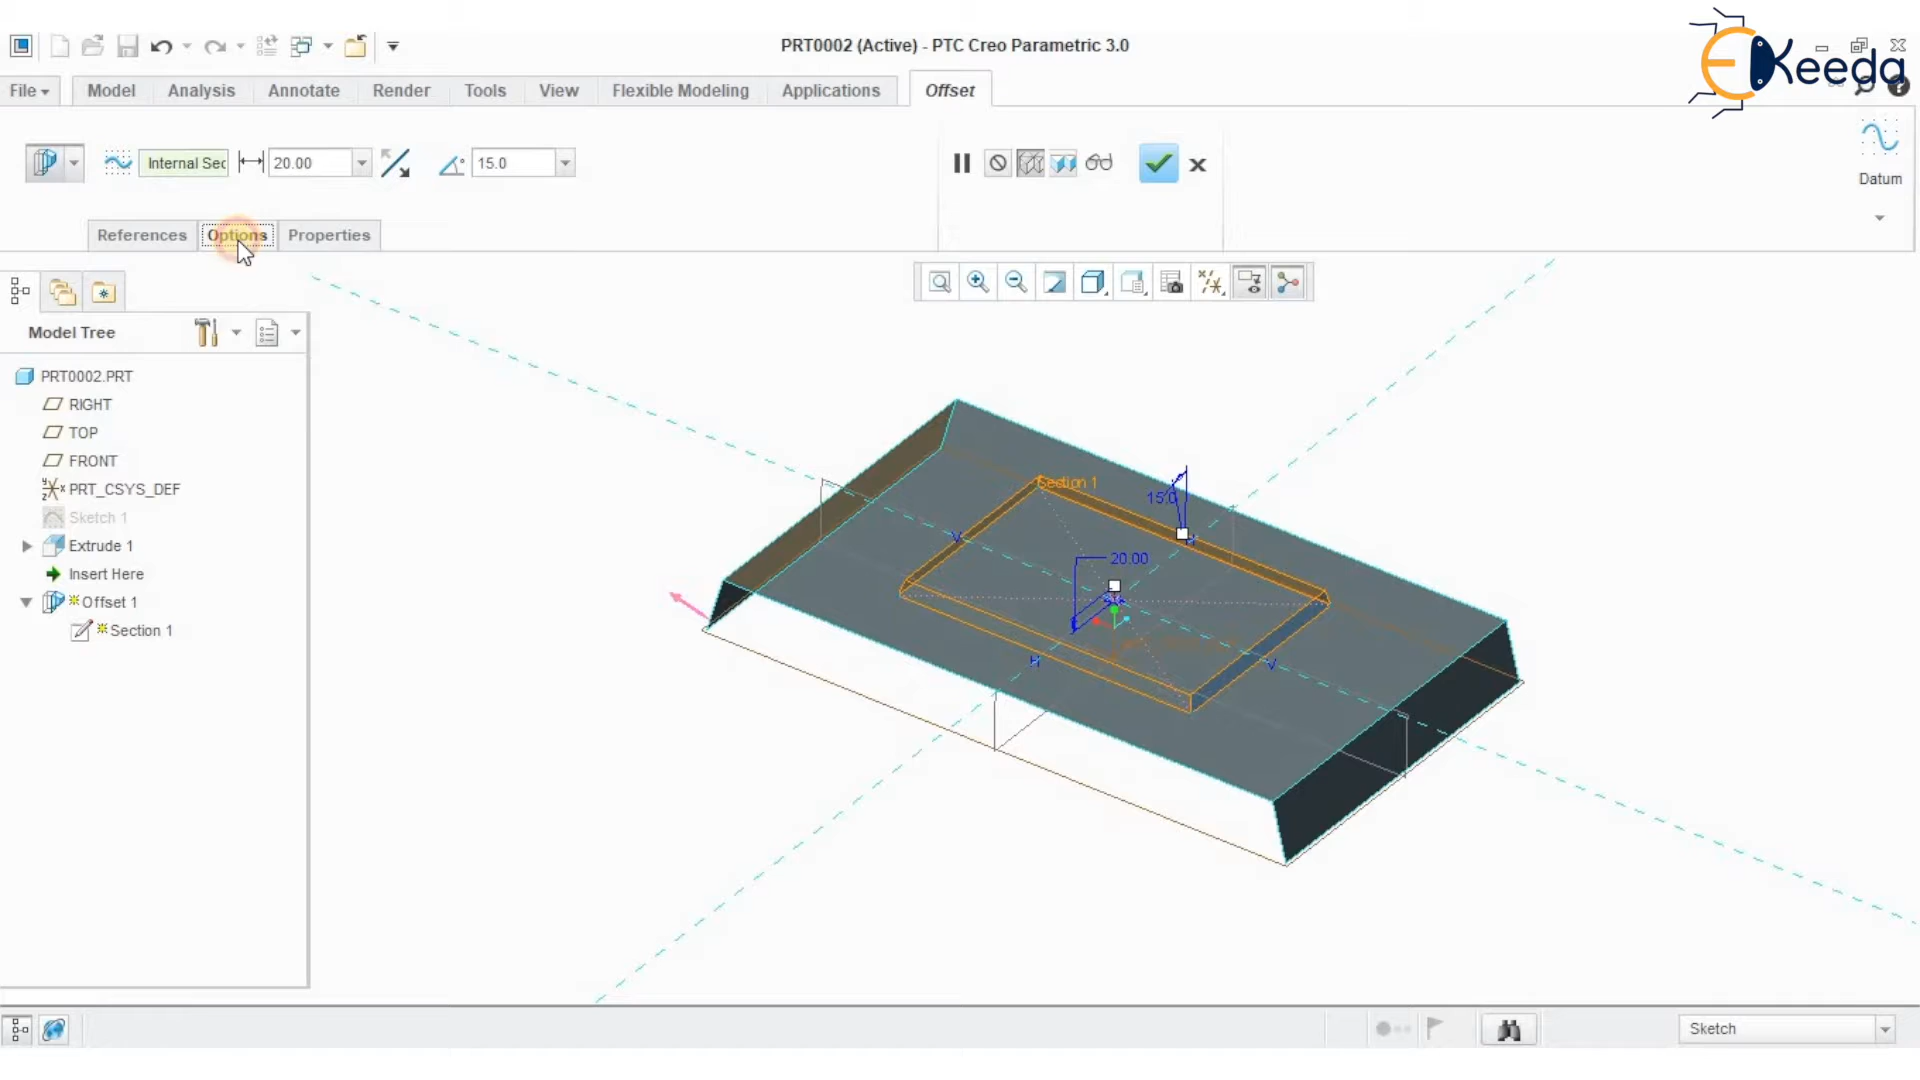 PRT0002 (Active) - PTC Creo Parametric 3.0
EKeeda
File
Model
Analysis
Annotate
Render
Tools
View
Flexible Modeling
Applications
Offset
Internal Sec
20.00
15.0
Datum
References
Options
Properties
Model Tree
PRT0002.PRT
RIGHT
TOP
FRONT
PRT_CSYS_DEF
Sketch 1
Extrude 1
Insert Here
Offset 1
Section 1
Section 1
15.0
V
H
20.00
H
V
Sketch